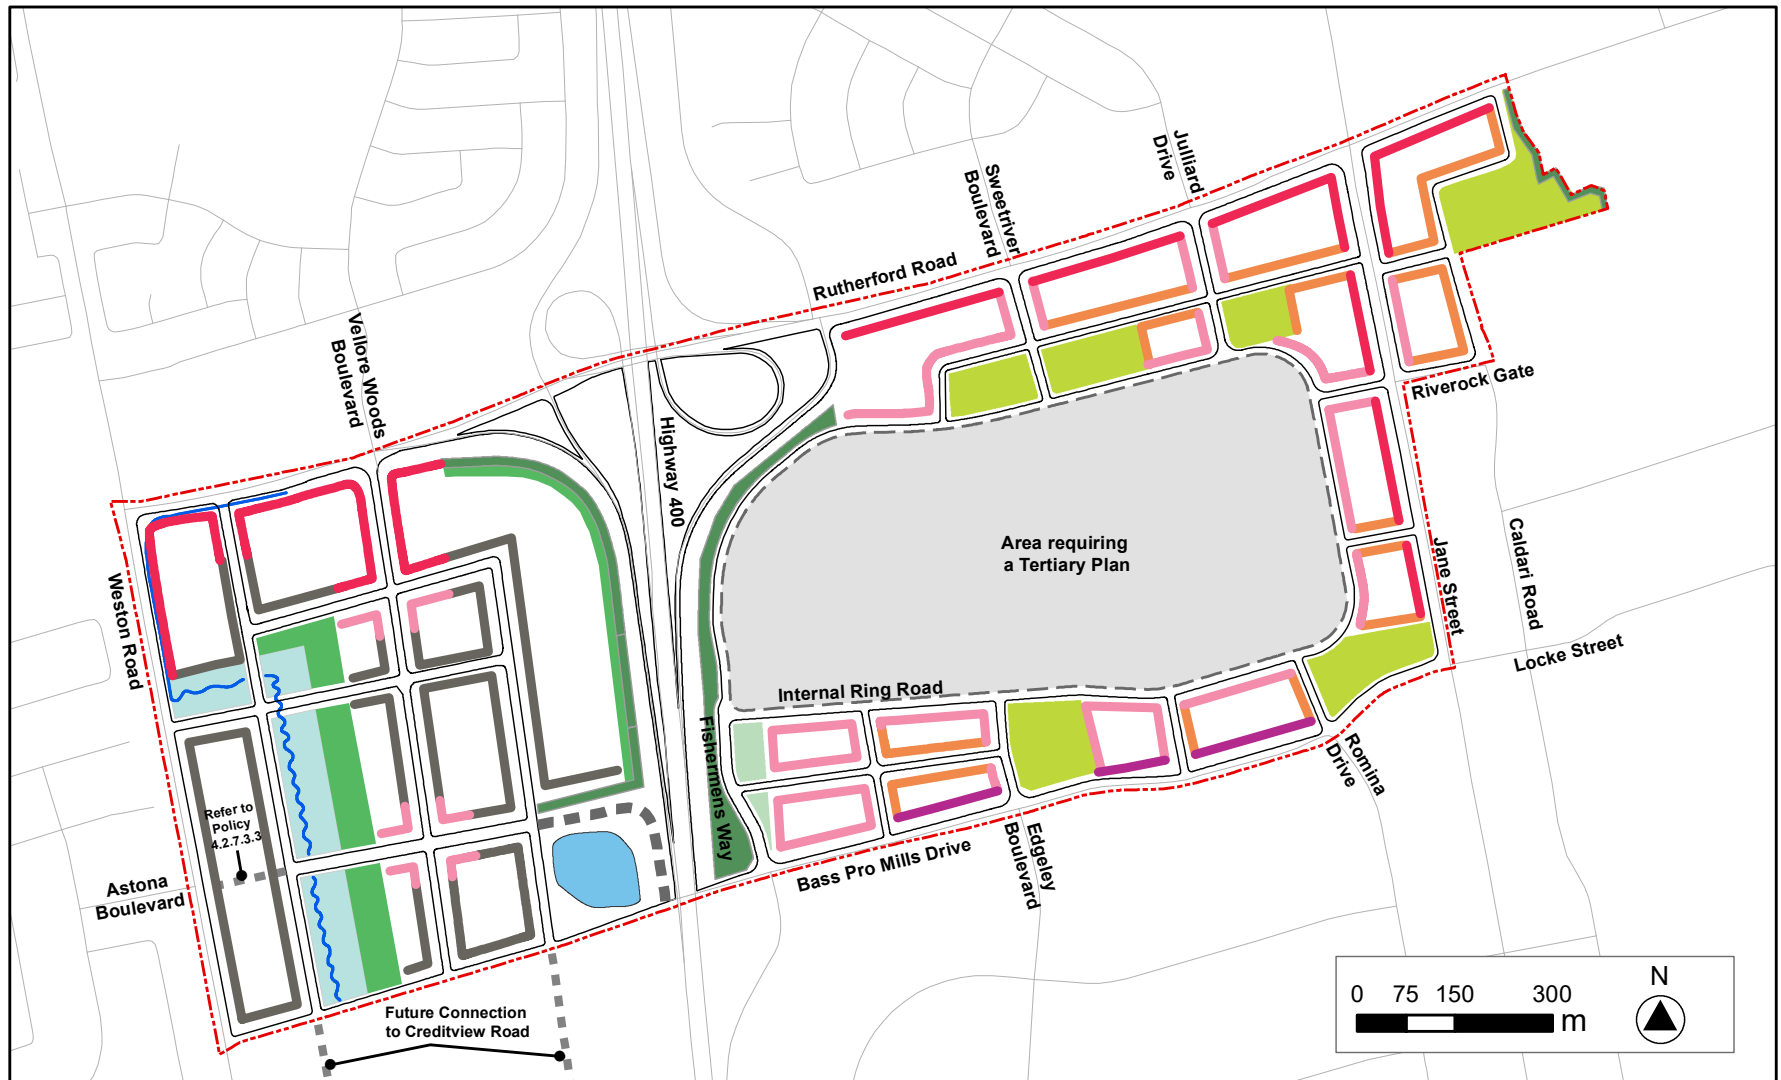 Julliard
Drive
Sweetriver
Boulevard
Rutherford Road
Vellore Woods
Boulevard
Riverock Gate
Highway 400
Area requiring
a Tertiary Plan
Caldari Road
Jane Street
Weston Road
Locke Street
Internal Ring Road
Fishermens Way
Romina
Drive
Refer to
Policy
4.2.7.3.3
Edgeley
Boulevard
Bass Pro Mills Drive
Astona
Boulevard
Future Connection
to Creditview Road
N
0 75 150 300
m